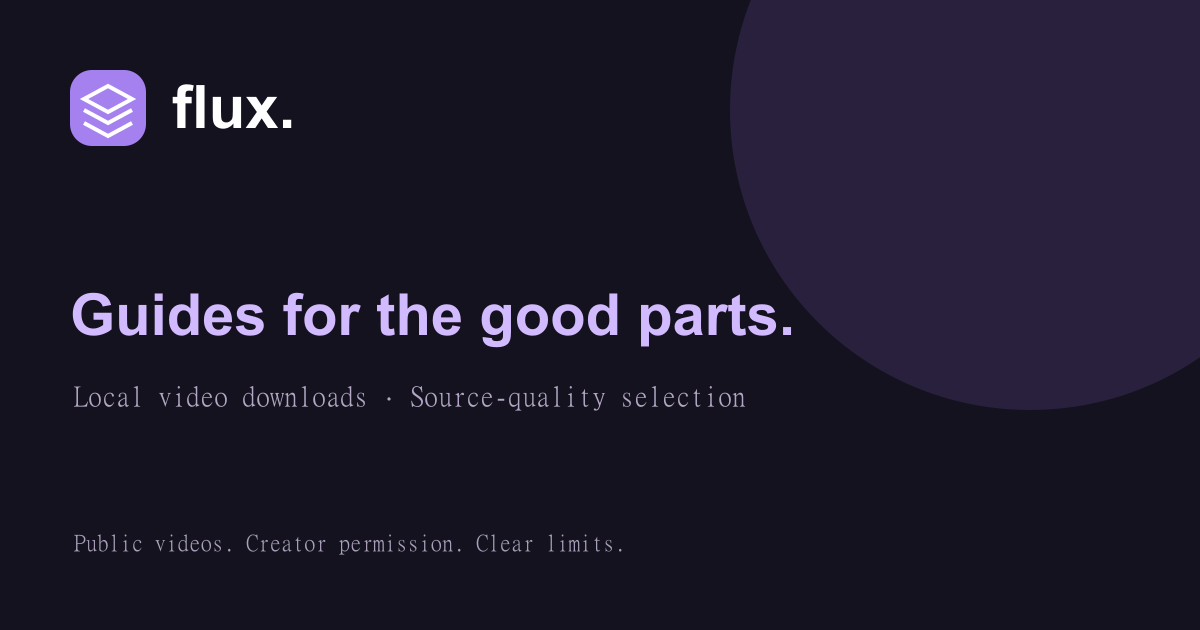 flux.
Guides for the good parts.
Local video downloads · Source-quality selection
Public videos. Creator permission. Clear limits.